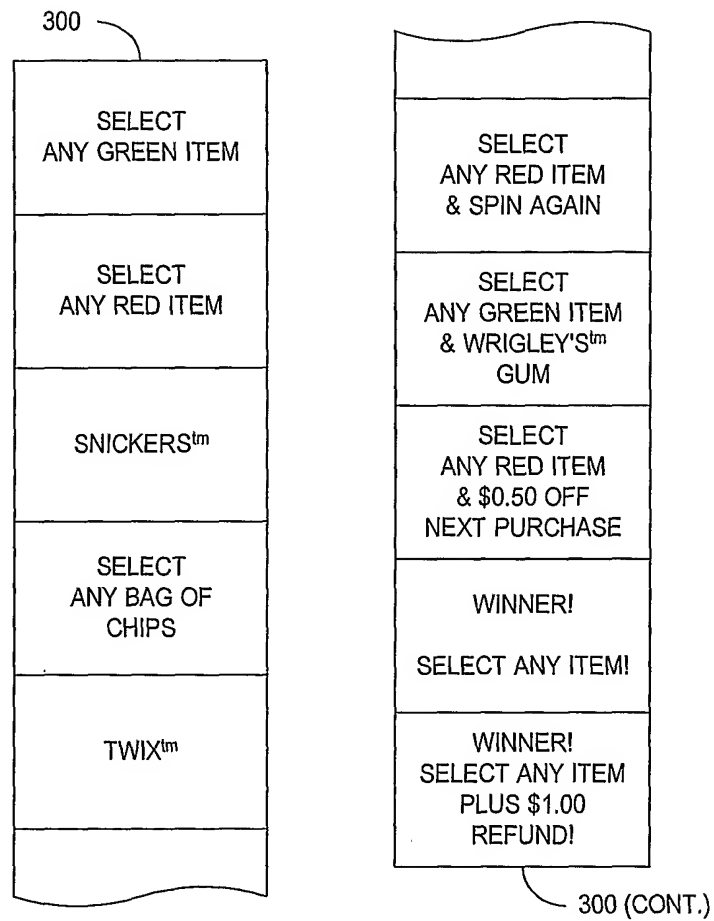 300
SELECT
ANY GREEN ITEM
SELECT
ANY RED ITEM
SNICKERS™
SELECT
ANY BAG OF
CHIPS
TWIX™
SELECT
ANY RED ITEM
& SPIN AGAIN
SELECT
ANY GREEN ITEM
& WRIGLEY'S™
GUM
SELECT
ANY RED ITEM
& $0.50 OFF
NEXT PURCHASE
WINNER!
SELECT ANY ITEM!
WINNER!
SELECT ANY ITEM
PLUS $1.00
REFUND!
300 (CONT.)